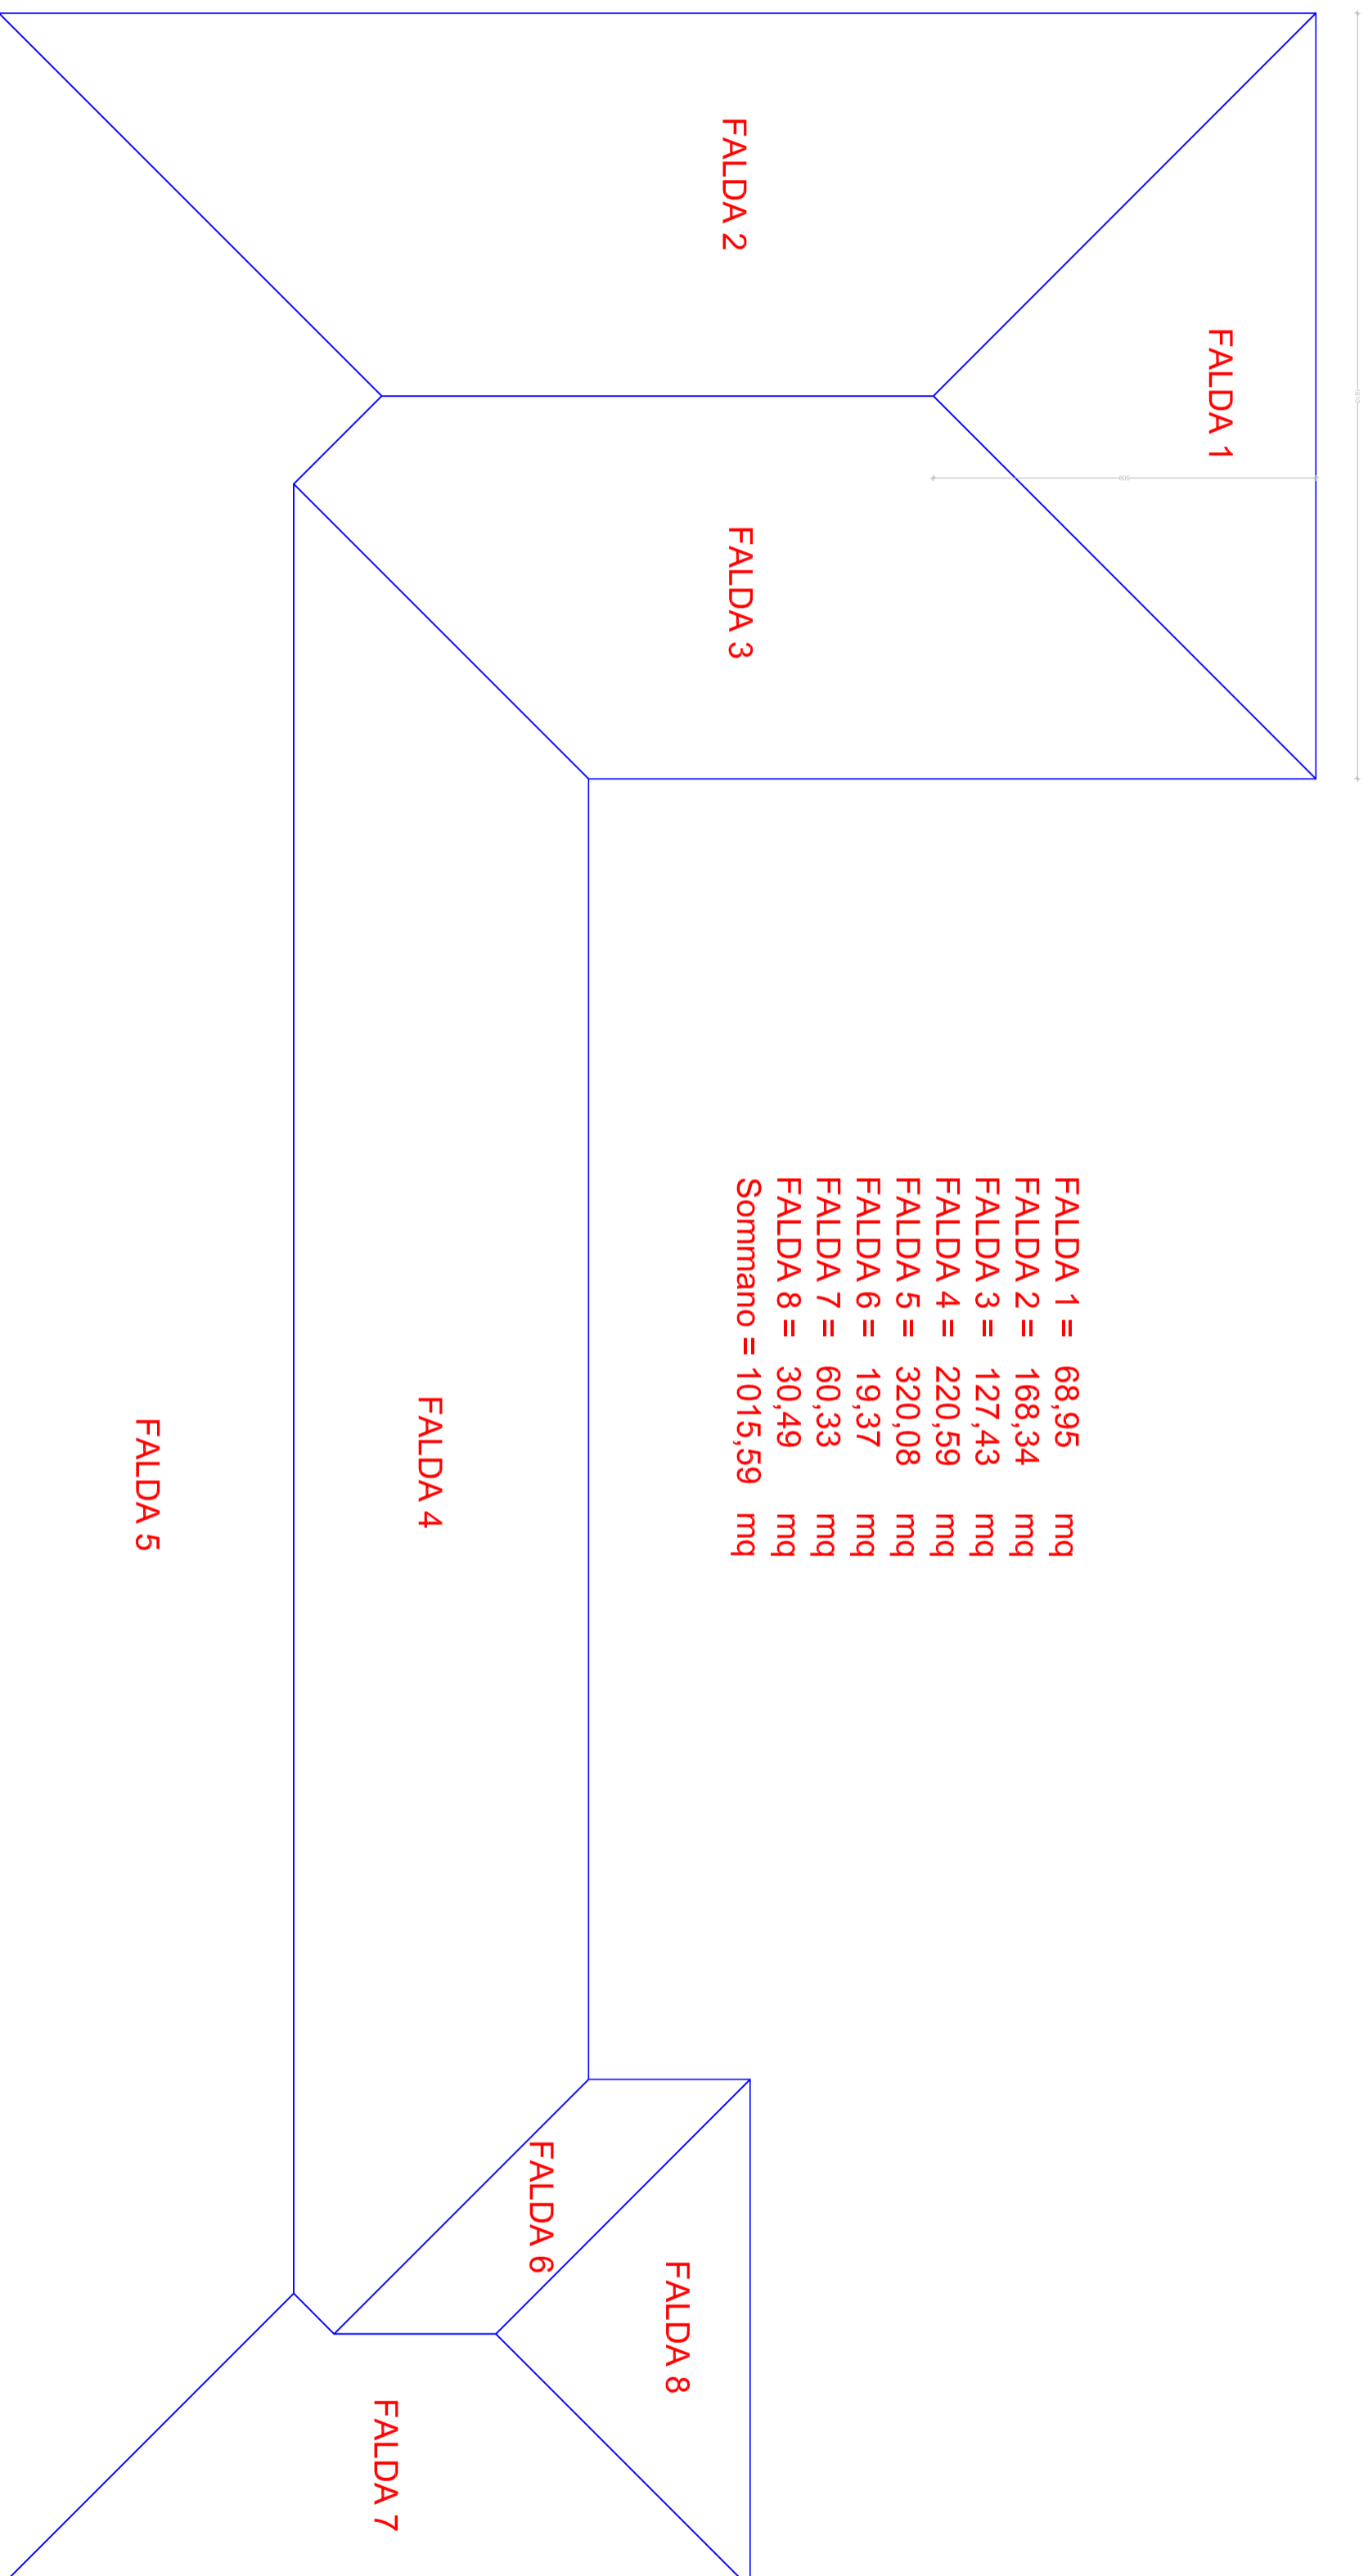 FALDA 1
FALDA 2
FALDA 3
FALDA 1 = 68,95 mq
FALDA 2 = 168,34 mq
FALDA 3 = 127,43 mq
FALDA 4 = 220,59 mq
FALDA 5 = 320,08 mq
FALDA 6 = 19,37 mq
FALDA 7 = 60,33 mq
FALDA 8 = 30,49 mq
Sommano = 1015,59 mq
FALDA 4
FALDA 5
FALDA 6
FALDA 8
FALDA 7